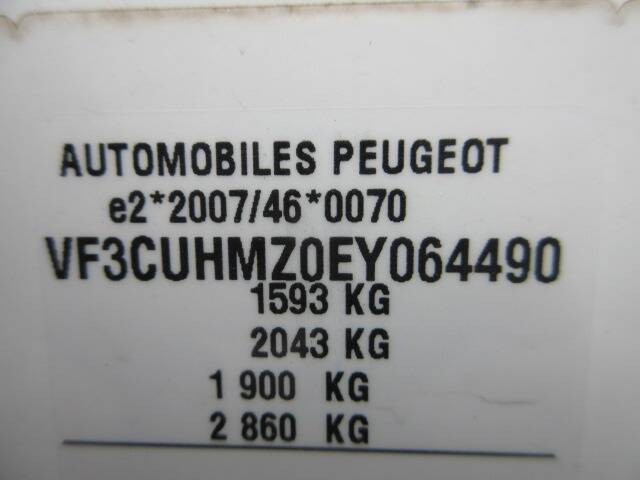 AUTOMOBILES PEUGEOT
e2*2007/46*0070
VF3CUHMZ0EY064490
1593 KG
2043 KG
1 900 KG
2 860 KG